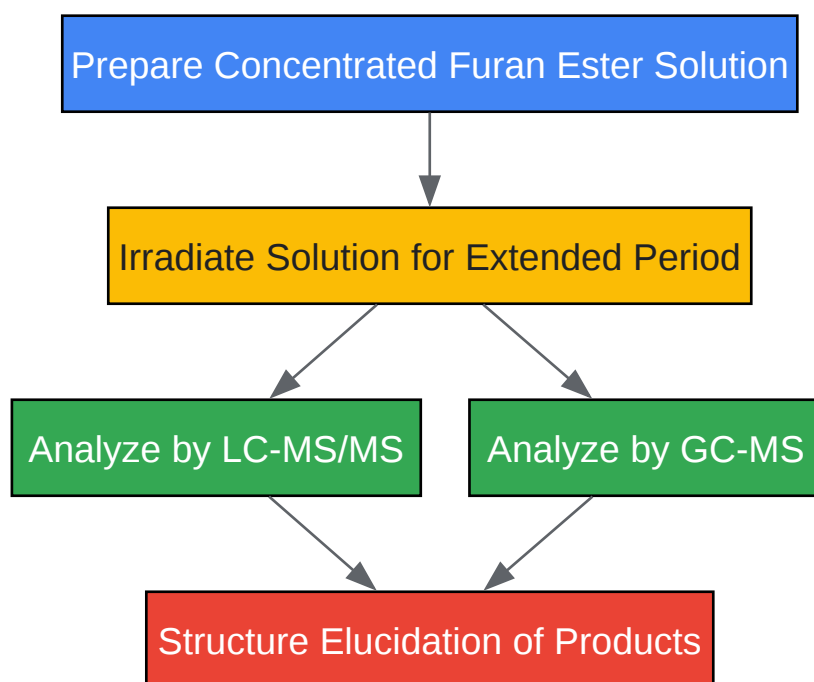 Prepare Concentrated Furan Ester Solution
Irradiate Solution for Extended Period
Analyze by LC-MS/MS
Analyze by GC-MS
Structure Elucidation of Products